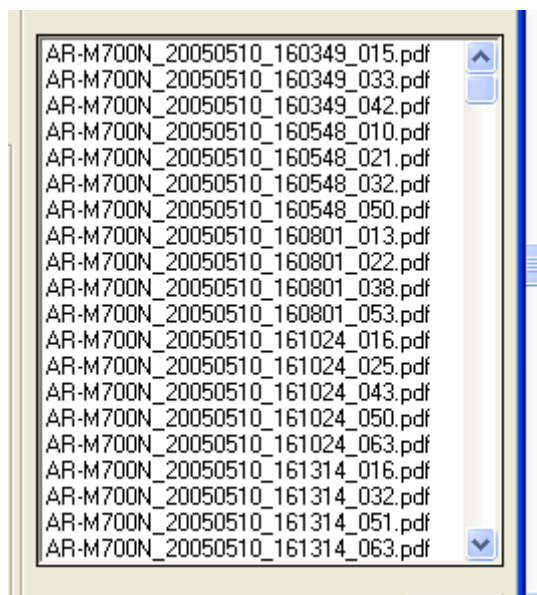 AR-M700N_20050510_160349_015.pdf
AR-M700N_20050510_160349_033.pdf
AR-M700N_20050510_160349_042.pdf
AR-M700N_20050510_160548_010.pdf
AR-M700N_20050510_160548_021.pdf
AR-M700N_20050510_160548_032.pdf
AR-M700N_20050510_160548_050.pdf
AR-M700N_20050510_160801_013.pdf
AR-M700N_20050510_160801_022.pdf
AR-M700N_20050510_160801_038.pdf
AR-M700N_20050510_160801_053.pdf
AR-M700N_20050510_161024_016.pdf
AR-M700N_20050510_161024_025.pdf
AR-M700N_20050510_161024_043.pdf
AR-M700N_20050510_161024_050.pdf
AR-M700N_20050510_161024_063.pdf
AR-M700N_20050510_161314_016.pdf
AR-M700N_20050510_161314_032.pdf
AR-M700N_20050510_161314_051.pdf
AR-M700N_20050510_161314_063.pdf